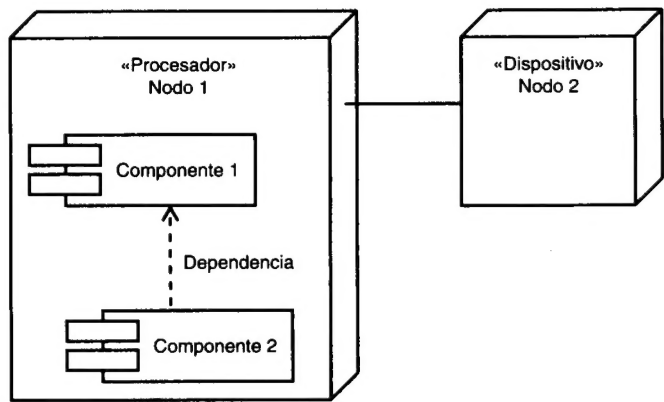 «Procesador»
Nodo 1
«Dispositivo»
Nodo 2
Componente 1
Dependencia
Componente 2